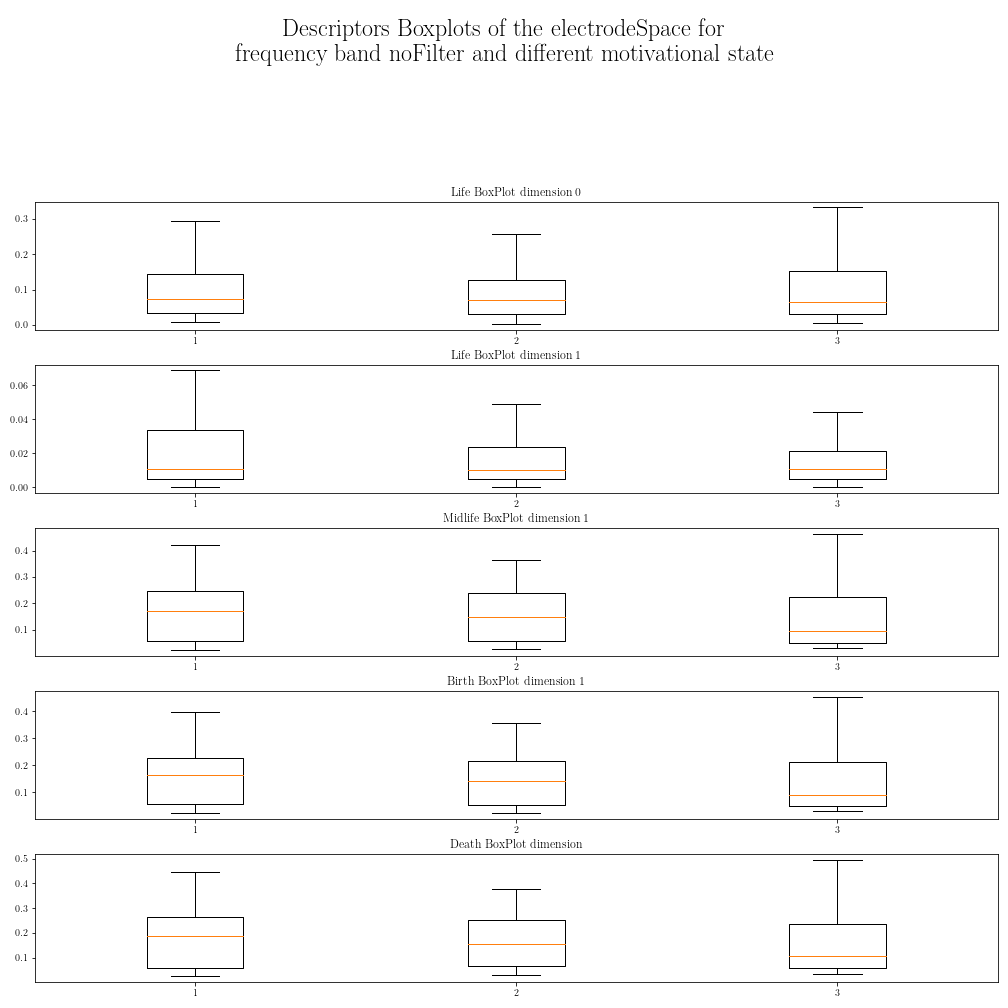 Descriptors Boxplots of the electrodeSpace for
frequency band noFilter and different motivational state
Life BoxPlot dimension 0
0.3
0.2
0.1
0.0
1 2 3
Life BoxPlot dimension 1
0.06
0.04
0.02
0.00
1 2 3
Midlife BoxPlot dimension 1
0.4
0.3
0.2
0.1
1 2 3
Birth BoxPlot dimension 1
0.4
0.3
0.2
0.1
1 2 3
Death BoxPlot dimension
0.5
0.4
0.3
0.2
0.1
1 2 3